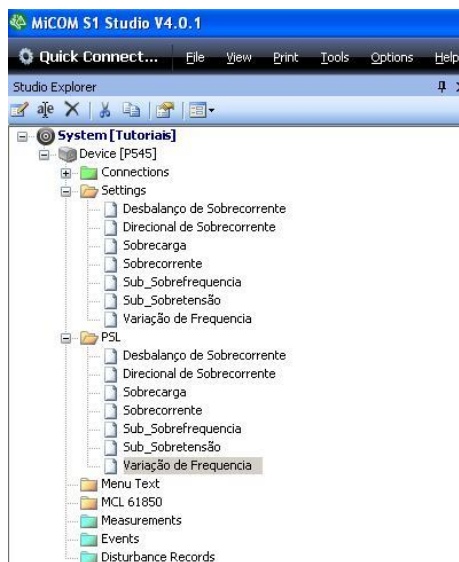 MiCOM S1 Studio V4.0.1
Quick Connect... File View Print Tools Options Help
Studio Explorer
System [Tutoriais]
Device [P545]
Connections
Settings
Desbalanço de Sobrecorrente
Direcional de Sobrecorrente
Sobrecarga
Sobrecorrente
Sub_Sobrefrequencia
Sub_Sobretensão
Variação de Frequencia
PSL
Desbalanço de Sobrecorrente
Direcional de Sobrecorrente
Sobrecarga
Sobrecorrente
Sub_Sobrefrequencia
Sub_Sobretensão
Variação de Frequencia
Menu Text
MCL 61850
Measurements
Events
Disturbance Records